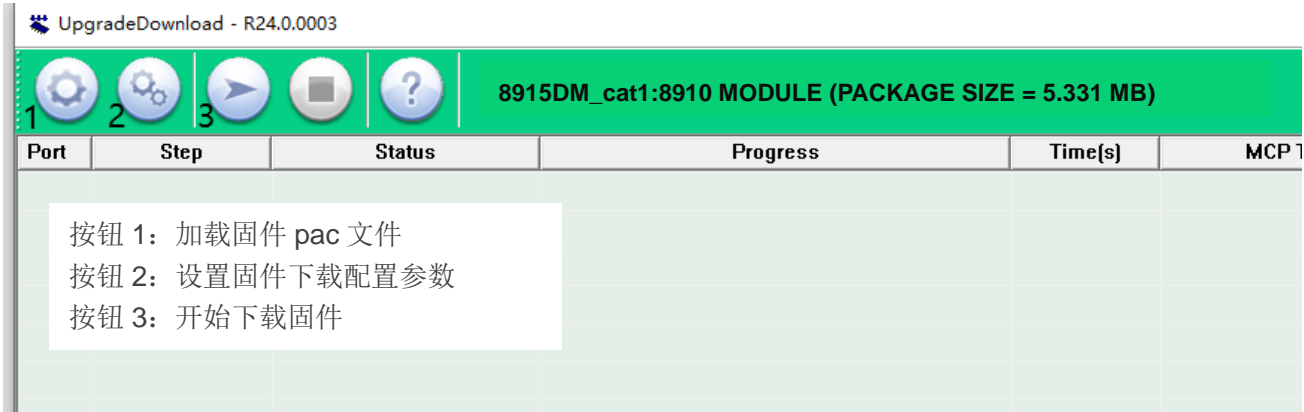 UpgradeDownload - R24.0.0003
1 2 3 ? 8915DM_cat1:8910 MODULE (PACKAGE SIZE = 5.331 MB)
Port Step Status Progress Time(s) MCP
按钮 1：加载固件 pac 文件
按钮 2：设置固件下载配置参数
按钮 3：开始下载固件